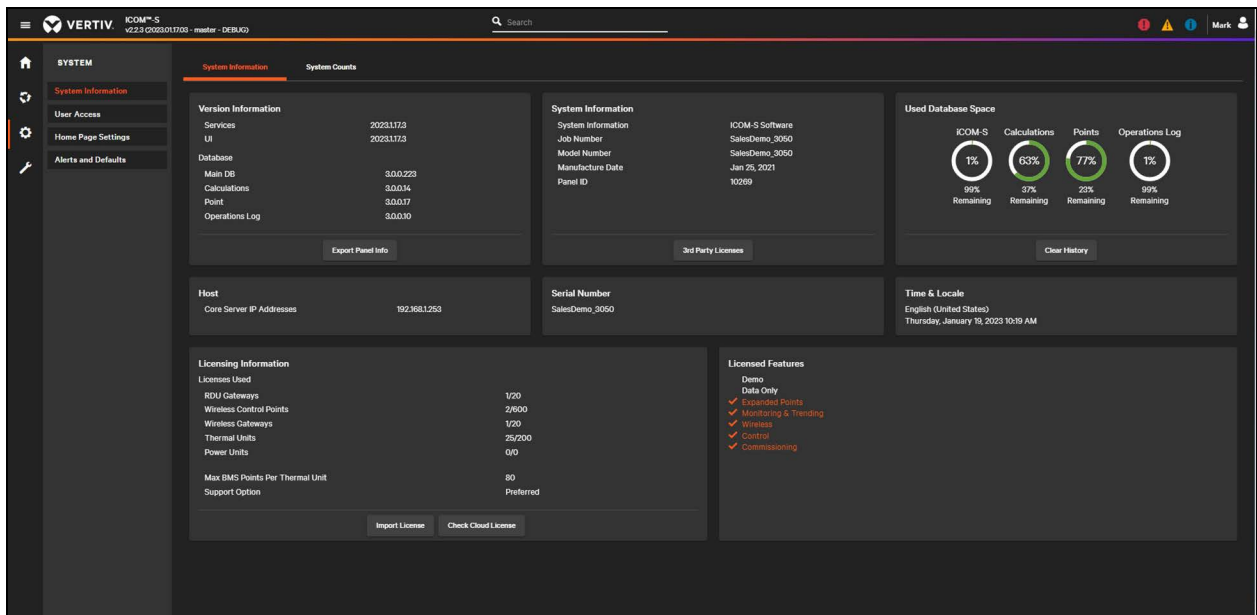 VERTIV.
ICOM™-S
v2.2.3 (2023.01.17.03 - master - DEBUG)
Search
Mark
SYSTEM
System Information
User Access
Home Page Settings
Alerts and Defaults
System Information
System Counts
Version Information
Services 2023.1.17.3
UI 2023.1.17.3
Database
Main DB 3.0.0.223
Calculations 3.0.0.14
Point 3.0.0.17
Operations Log 3.0.0.10
Export Panel Info
System Information
System Information iCOM-S Software
Job Number SalesDemo_3050
Model Number SalesDemo_3050
Manufacture Date Jan 25, 2021
Panel ID 10269
3rd Party Licenses
Used Database Space
iCOM-S Calculations Points Operations Log
1% 63% 77% 1%
99% 37% 23% 99%
Remaining Remaining Remaining Remaining
Clear History
Host
Core Server IP Addresses 192.168.1.253
Serial Number
SalesDemo_3050
Time & Locale
English (United States)
Thursday, January 19, 2023 10:19 AM
Licensing Information
Licenses Used
RDU Gateways 1/20
Wireless Control Points 2/600
Wireless Gateways 1/20
Thermal Units 25/200
Power Units 0/0
Max BMS Points Per Thermal Unit 80
Support Option Preferred
Import License
Check Cloud License
Licensed Features
Demo
Data Only
Expanded Points
Monitoring & Trending
Wireless
Control
Commissioning